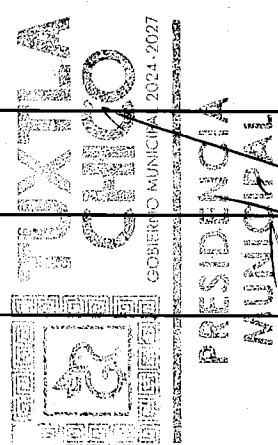 TUXTLA
CHICO
GOBIERNO MUNICIPAL 2024-2027
PRESIDENCIA
MUNICIPAL